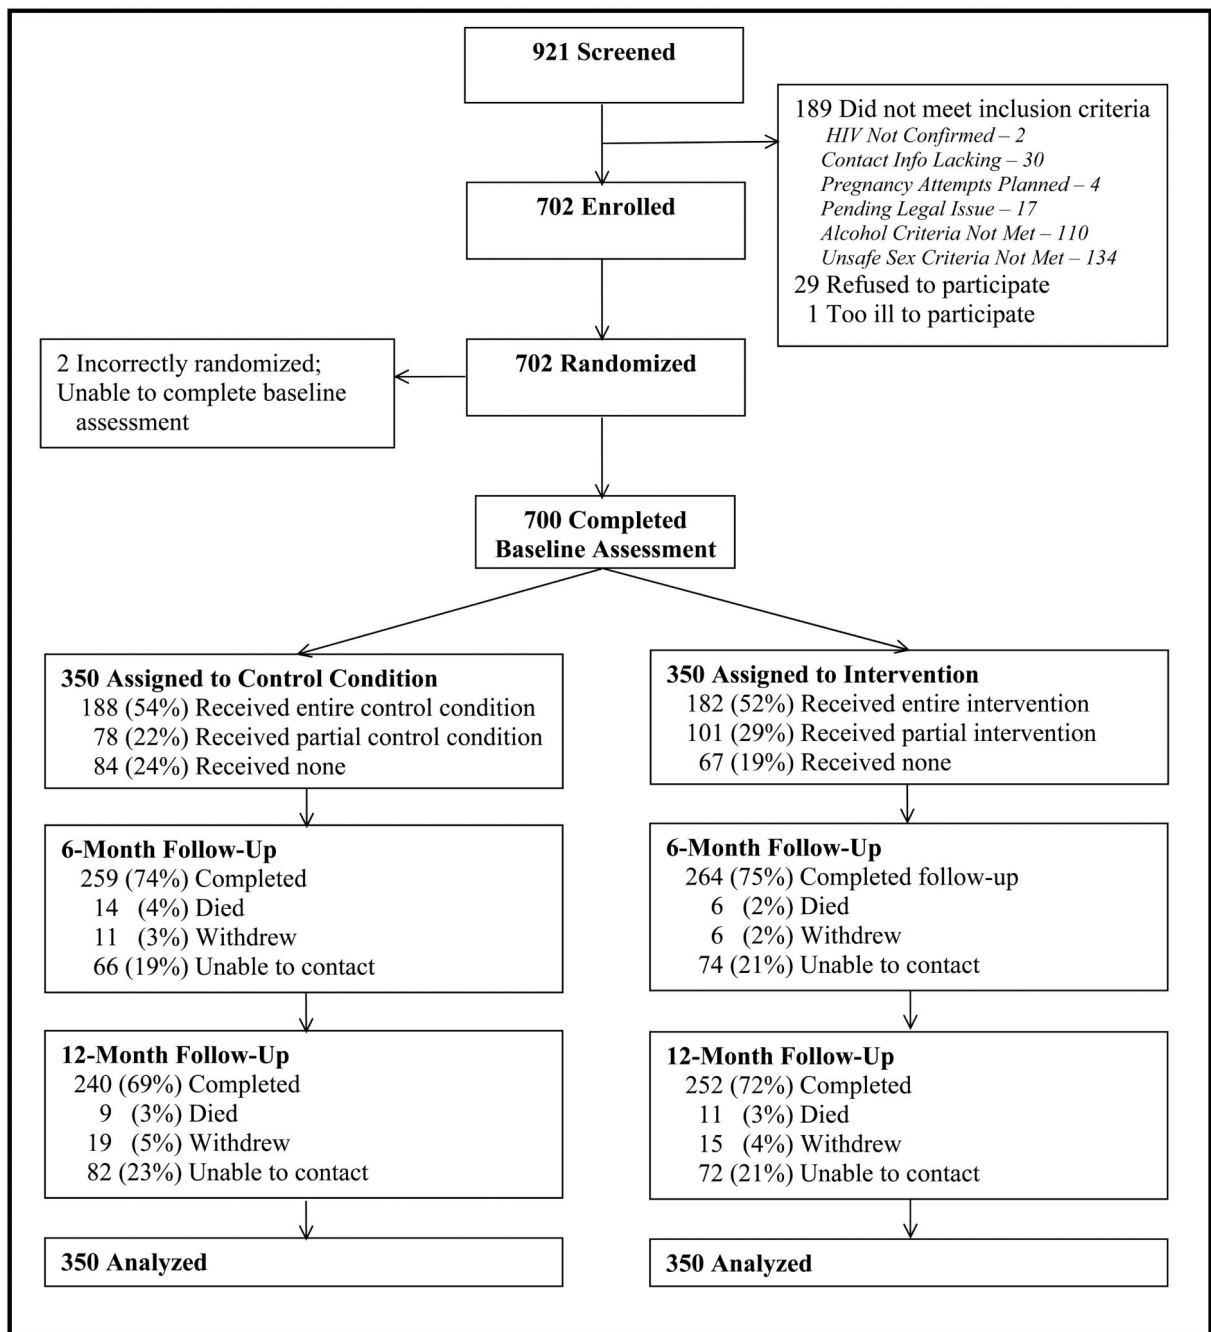 921 Screened
189 Did not meet inclusion criteria
HIV Not Confirmed – 2
Contact Info Lacking – 30
Pregnancy Attempts Planned – 4
Pending Legal Issue – 17
Alcohol Criteria Not Met – 110
Unsafe Sex Criteria Not Met – 134
29 Refused to participate
1 Too ill to participate
702 Enrolled
702 Randomized
2 Incorrectly randomized;
Unable to complete baseline
assessment
700 Completed
Baseline Assessment
350 Assigned to Control Condition
188 (54%) Received entire control condition
78 (22%) Received partial control condition
84 (24%) Received none
350 Assigned to Intervention
182 (52%) Received entire intervention
101 (29%) Received partial intervention
67 (19%) Received none
6-Month Follow-Up
259 (74%) Completed
14 (4%) Died
11 (3%) Withdrew
66 (19%) Unable to contact
6-Month Follow-Up
264 (75%) Completed follow-up
6 (2%) Died
6 (2%) Withdrew
74 (21%) Unable to contact
12-Month Follow-Up
240 (69%) Completed
9 (3%) Died
19 (5%) Withdrew
82 (23%) Unable to contact
12-Month Follow-Up
252 (72%) Completed
11 (3%) Died
15 (4%) Withdrew
72 (21%) Unable to contact
350 Analyzed
350 Analyzed